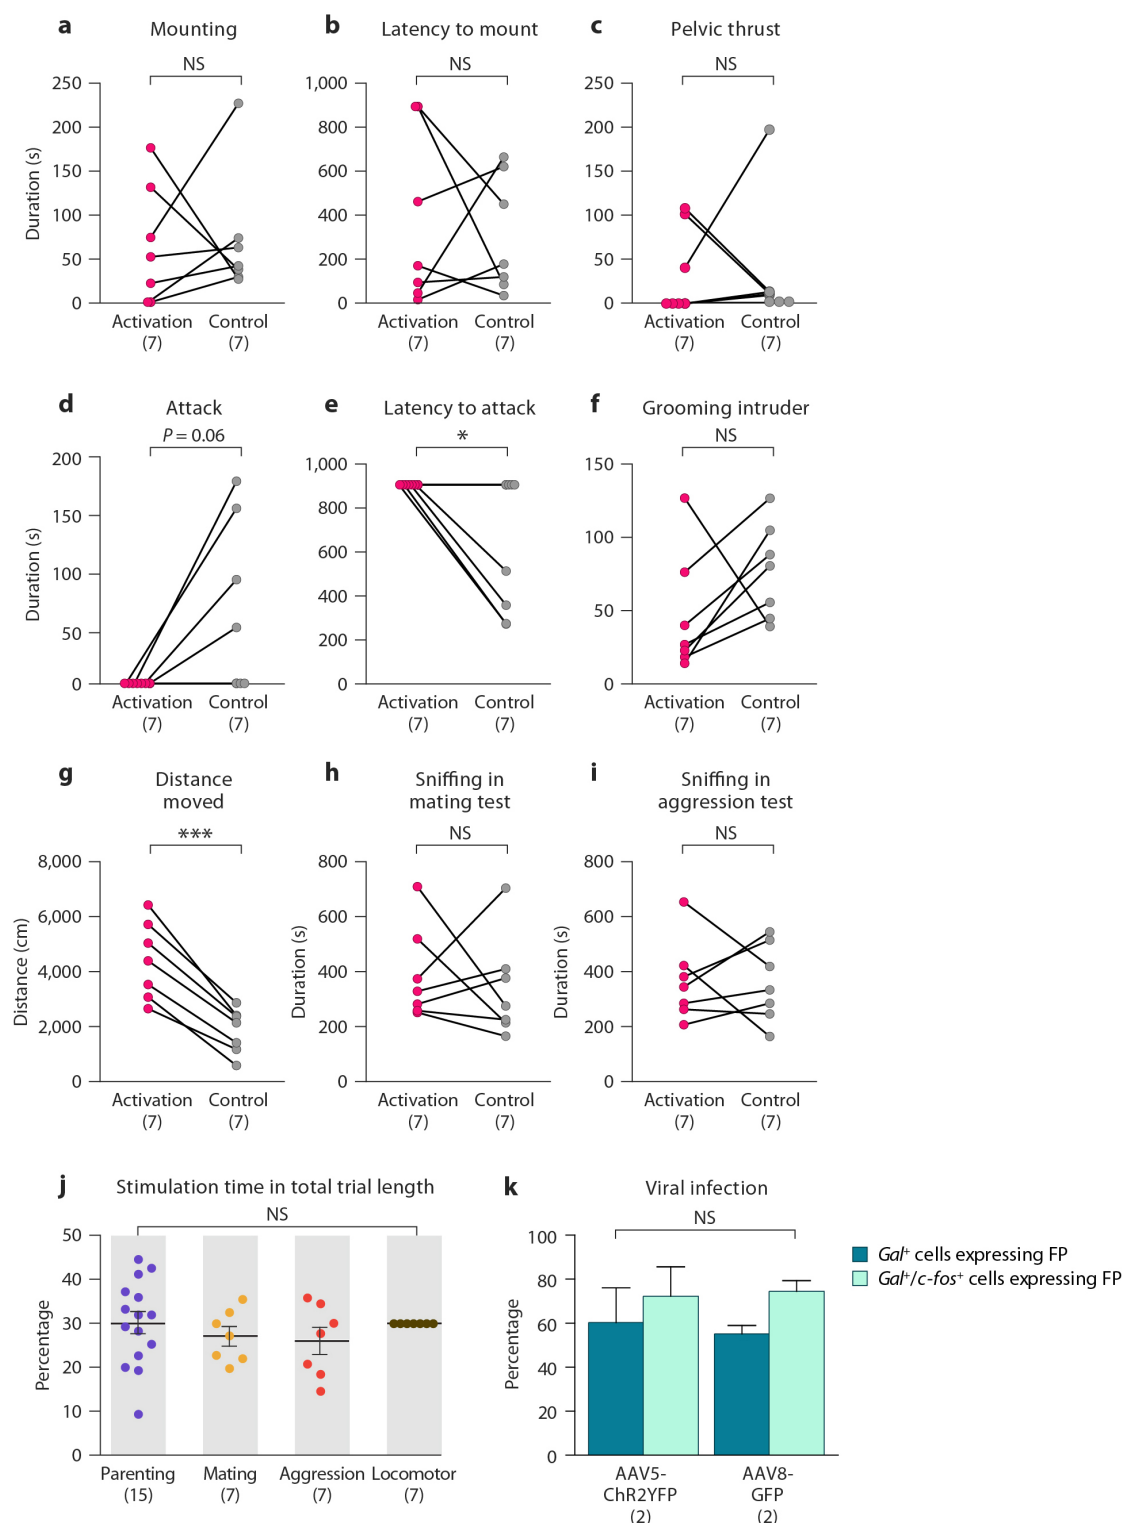 a Mounting
NS
250
200
150
100
50
0
Duration (s)
Activation Control
(7) (7)
b Latency to mount
NS
1,000
800
600
400
200
0
Activation Control
(7) (7)
c Pelvic thrust
NS
250
200
150
100
50
0
Activation Control
(7) (7)
d Attack
P = 0.06
200
150
100
50
0
Duration (s)
Activation Control
(7) (7)
e Latency to attack
*
1,000
800
600
400
200
0
Activation Control
(7) (7)
f Grooming intruder
NS
150
100
50
0
Activation Control
(7) (7)
g Distance
moved
***
8,000
6,000
4,000
2,000
0
Distance (cm)
Activation Control
(7) (7)
h Sniffing in
mating test
NS
800
600
400
200
0
Duration (s)
Activation Control
(7) (7)
i Sniffing in
aggression test
NS
800
600
400
200
0
Duration (s)
Activation Control
(7) (7)
j Stimulation time in total trial length
NS
50
40
30
20
10
0
Percentage
Parenting Mating Aggression Locomotor
(15) (7) (7) (7)
k Viral infection
NS
100
80
60
40
20
0
Percentage
AAV5- AAV8-
ChR2YFP GFP
(2) (2)
Gal⁺ cells expressing FP
Gal⁺/c-fos⁺ cells expressing FP